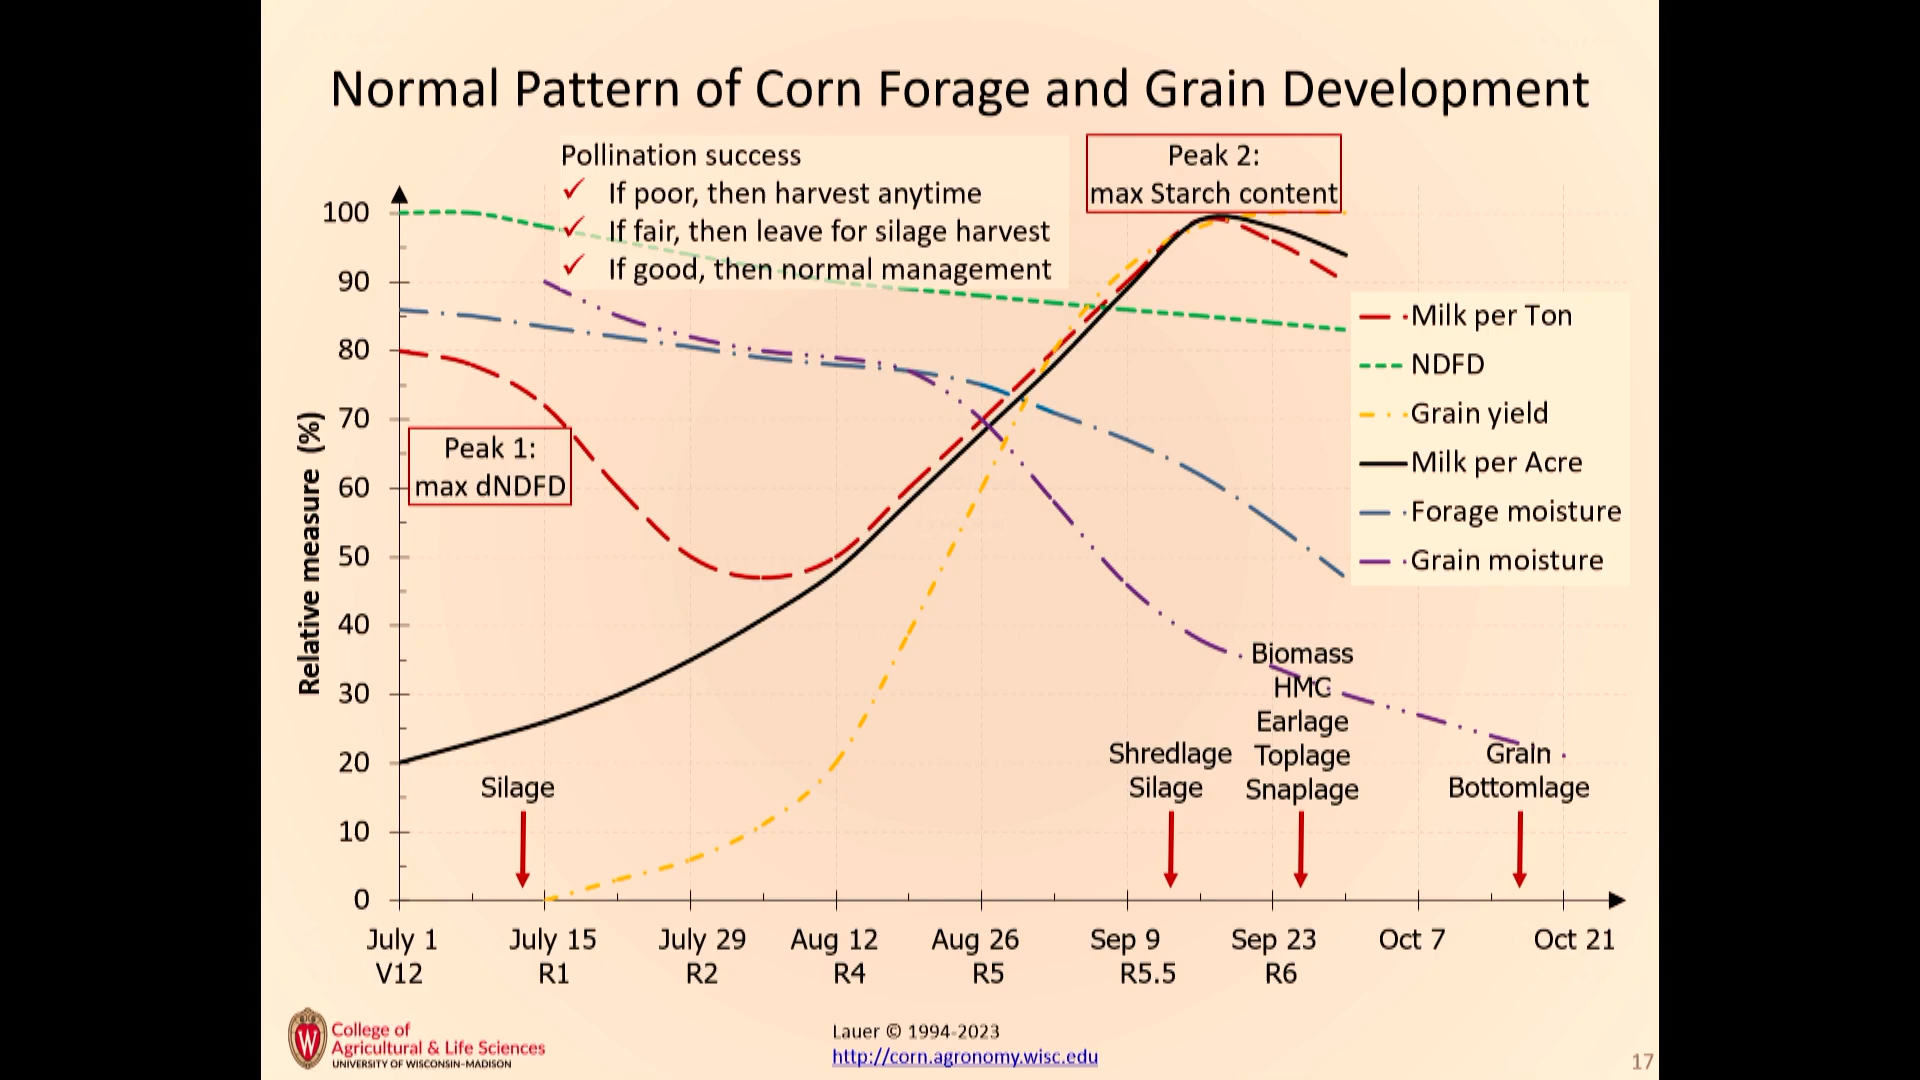 Normal Pattern of Corn Forage and Grain Development
Pollination success
✓ If poor, then harvest anytime
✓ If fair, then leave for silage harvest
✓ If good, then normal management
Peak 2:
max Starch content
Peak 1:
max dNDFD
Relative measure (%)
100
90
80
70
60
50
40
30
20
10
0
Milk per Ton
NDFD
Grain yield
Milk per Acre
Forage moisture
Grain moisture
Silage
Shredlage
Silage
Biomass
HMC
Earlage
Toplage
Snaplage
Grain
Bottomlage
July 1 July 15 July 29 Aug 12 Aug 26 Sep 9 Sep 23 Oct 7 Oct 21
V12 R1 R2 R4 R5 R5.5 R6
W
College of
Agricultural & Life Sciences
UNIVERSITY OF WISCONSIN-MADISON
Lauer © 1994-2023
http://corn.agronomy.wisc.edu
17